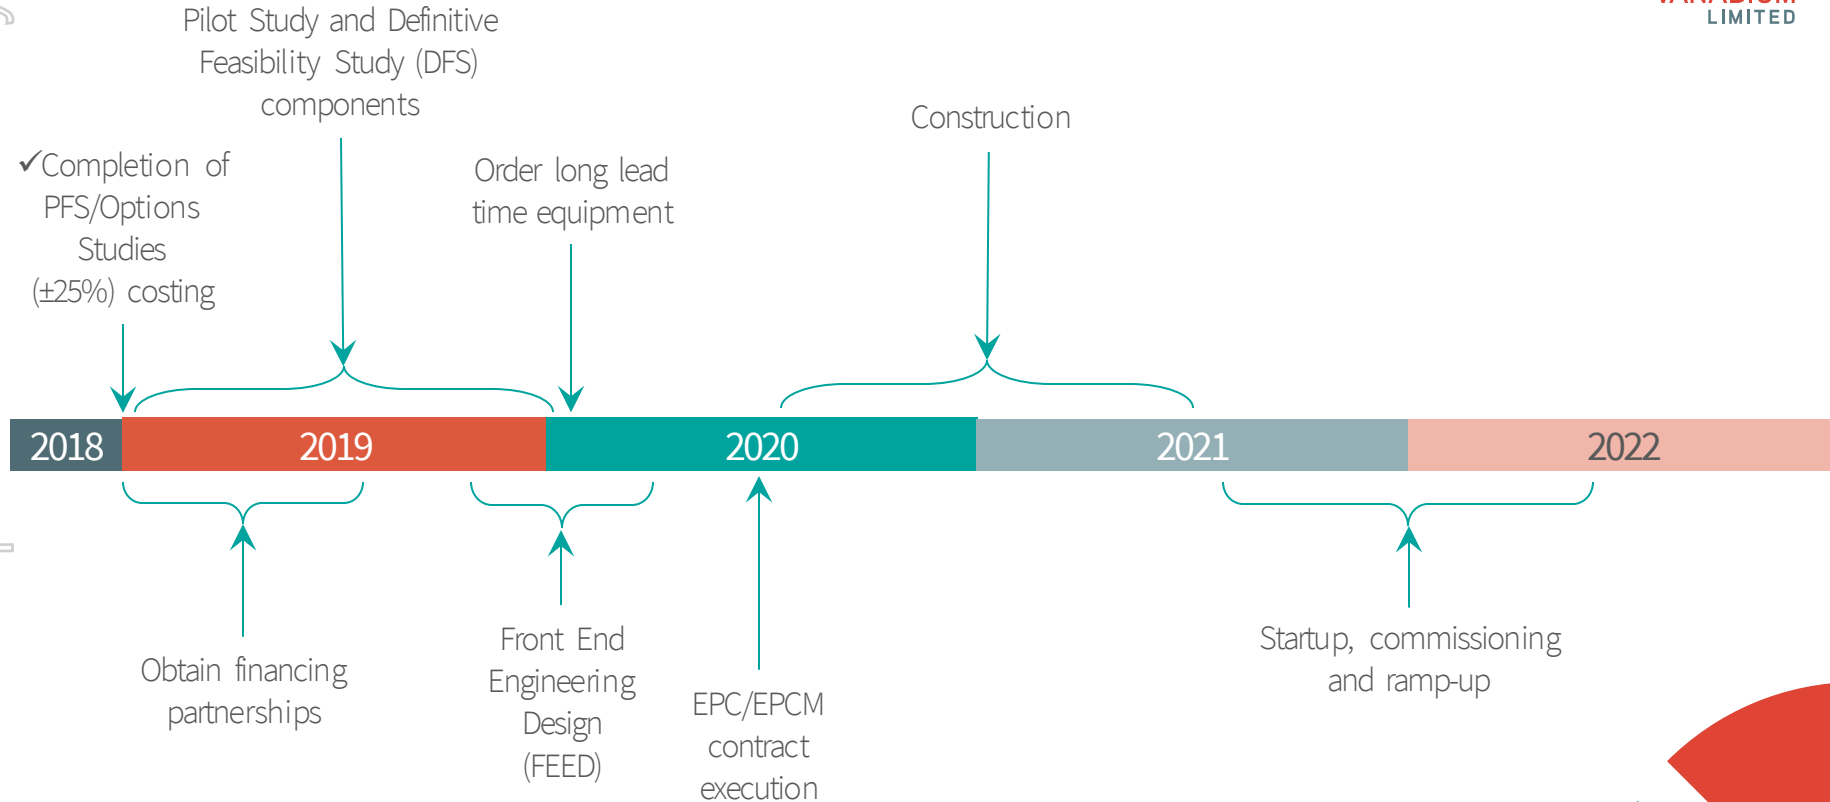 LIMITED
Pilot Study and Definitive
Feasibility Study (DFS)
components
Construction
✓Completion of
PFS/Options
Studies
(±25%) costing
Order long lead
time equipment
2018
2019
2020
2021
2022
Obtain financing
partnerships
Front End
Engineering
Design
(FEED)
EPC/EPCM
contract
execution
Startup, commissioning
and ramp-up